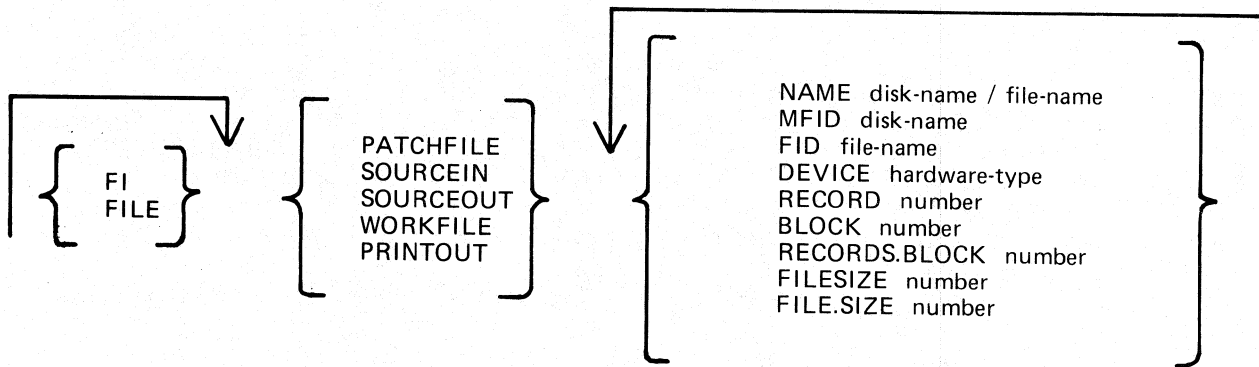 FI
FILE
PATCHFILE
SOURCEIN
SOURCEOUT
WORKFILE
PRINTOUT
NAME disk-name / file-name
MFID disk-name
FID file-name
DEVICE hardware-type
RECORD number
BLOCK number
RECORDS.BLOCK number
FILESIZE number
FILE.SIZE number